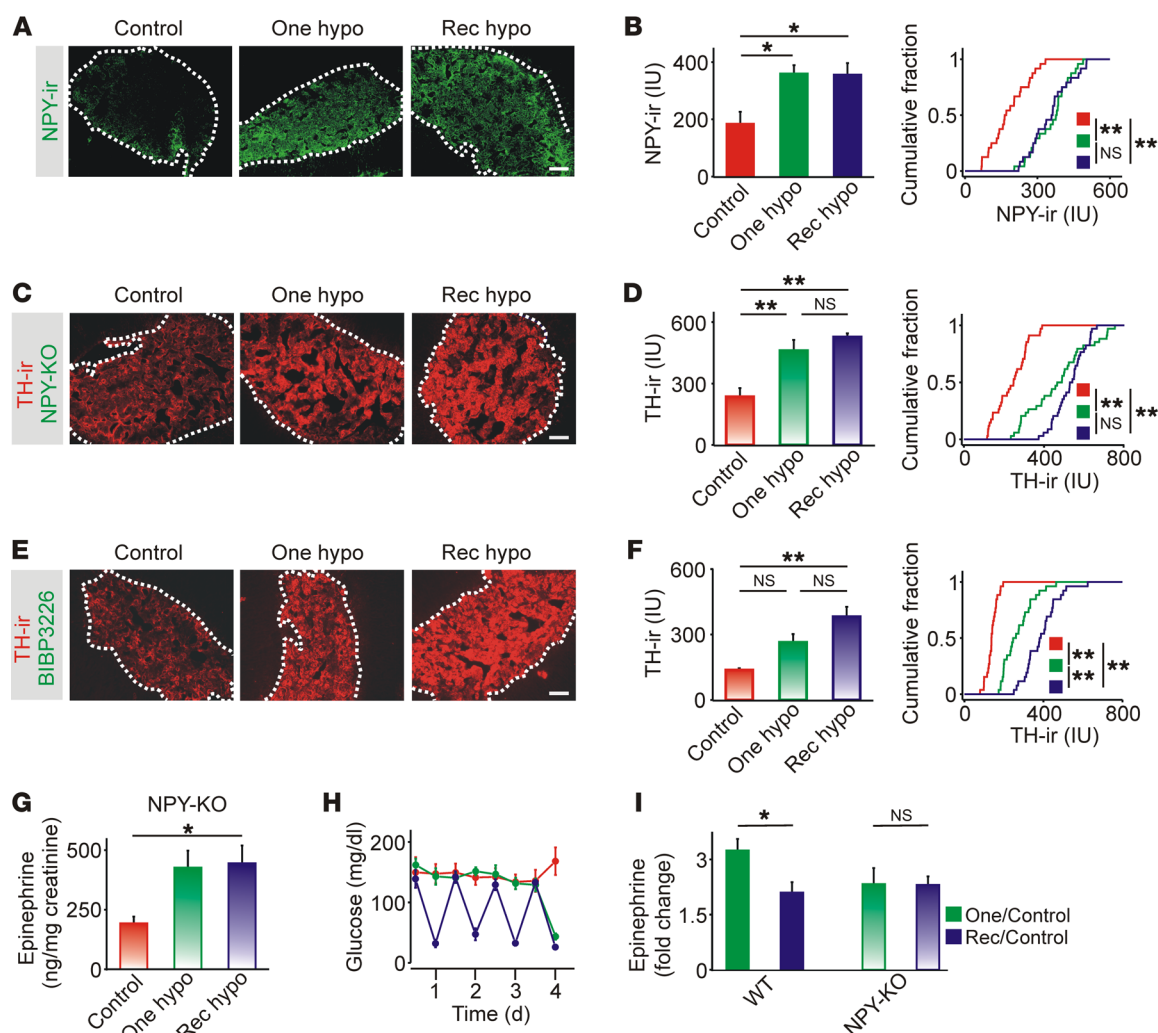 A
Control
One hypo
Rec hypo
NPY-ir
B
NPY-ir (IU)
400
200
0
*
*
Control
One hypo
Rec hypo
Cumulative fraction
1
0.5
0
**
NS
**
0
300
600
NPY-ir (IU)
C
Control
One hypo
Rec hypo
TH-ir
NPY-KO
D
TH-ir (IU)
600
300
0
**
**
NS
Control
One hypo
Rec hypo
Cumulative fraction
1
0.5
0
**
NS
**
0
400
800
TH-ir (IU)
E
Control
One hypo
Rec hypo
TH-ir
BIBP3226
F
TH-ir (IU)
600
300
0
**
NS
NS
Control
One hypo
Rec hypo
Cumulative fraction
1
0.5
0
**
**
**
0
400
800
TH-ir (IU)
G
NPY-KO
Epinephrine
(ng/mg creatinine)
500
250
0
*
Control
One hypo
Rec hypo
H
Glucose (mg/dl)
200
100
0
1
2
3
4
Time (d)
I
Epinephrine
(fold change)
3
1.5
0
*
NS
WT
NPY-KO
One/Control
Rec/Control